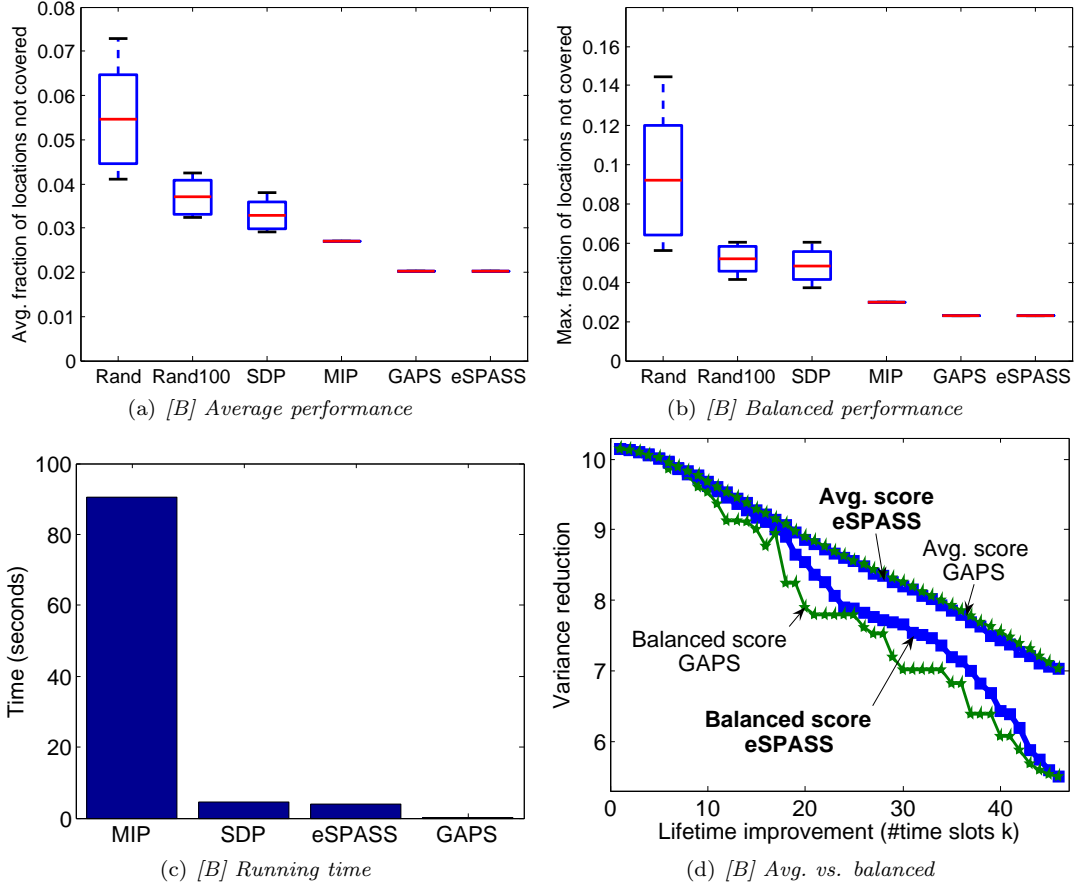 Avg. fraction of locations not covered
0.08
0.07
0.06
0.05
0.04
0.03
0.02
0.01
0
Rand Rand100 SDP MIP GAPS eSPASS
(a) [B] Average performance
Max. fraction of locations not covered
0.16
0.14
0.12
0.1
0.08
0.06
0.04
0.02
0
Rand Rand100 SDP MIP GAPS eSPASS
(b) [B] Balanced performance
Time (seconds)
100
80
60
40
20
0
MIP SDP eSPASS GAPS
(c) [B] Running time
Variance reduction
10
9
8
7
6
Avg. score
eSPASS
Avg. score
GAPS
Balanced score
GAPS
Balanced score
eSPASS
0 10 20 30 40
Lifetime improvement (#time slots k)
(d) [B] Avg. vs. balanced